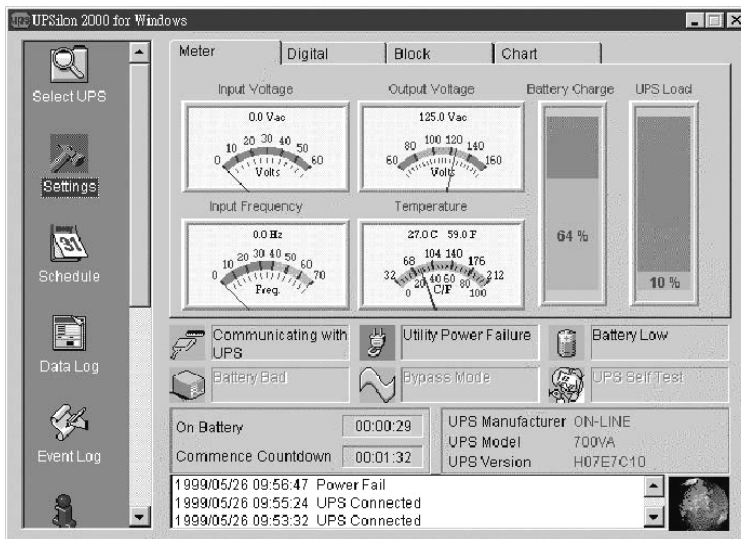 UPSilon 2000 for Windows
Select UPS
Settings
Schedule
Data Log
Event Log
Meter
Digital
Block
Chart
Input Voltage
0.0 Vac
0 10 20 30 40 50 60
Volts
Output Voltage
125.0 Vac
60 80 100 120 140 160
Volts
Battery Charge
64 %
UPS Load
10 %
Input Frequency
0.0 Hz
0 10 20 30 40 50 60 70
Freq.
Temperature
27.0 C 59.0 F
32 68 104 140 176 212
0 20 40 60 80 100
C/F
Communicating with
UPS
Utility Power Failure
Battery Low
Battery Bad
Bypass Mode
UPS Self Test
On Battery 00:00:29
Commence Countdown 00:01:32
UPS Manufacturer ON-LINE
UPS Model 700VA
UPS Version H07E7C10
1999/05/26 09:56:47 Power Fail
1999/05/26 09:55:24 UPS Connected
1999/05/26 09:53:32 UPS Connected